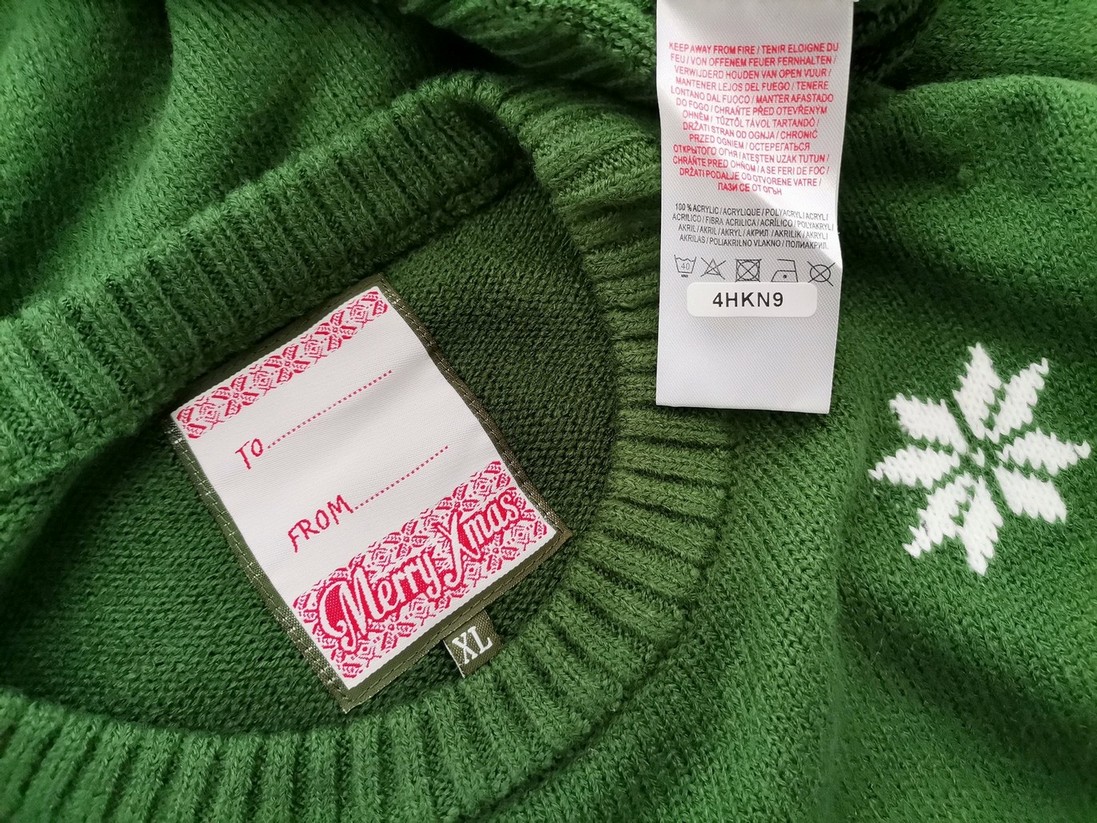 KEEP AWAY FROM FIRE / TENIR ELOIGNE DU
FEU / VON OFFENEM FEUER FERNHALTEN /
VERWIJDERD HOUDEN VAN OPEN VUUR /
MANTENER LEJOS DEL FUEGO / TENERE
LONTANO DAL FUOCO / MANTER AFASTADO
DO FOGO / CHRAŇTE PŘED OTEVŘENYM
OHNĚM / TŰZTŐL TÁVOL TARTANDÓ /
DRŽATI STRAN OD OGNJA / CHRONIĆ
PRZED OGNIEM / ОСТЕРЕГАТЬСЯ
ОТКРЫТОГО ОГНЯ / ATEŞTEN UZAK TUTUN /
CHRÁŇTE PRED OHŇOM / A SE FERI DE FOC /
DRŽATI PODALJE OD OTVORENE VATRE /
ПАЗИ СЕ ОТ ОГЪН
100 % ACRYLIC / ACRYLIQUE / POLYACRYL / ACRYL /
ACRILICO / FIBRA ACRILICA / ACRÍLICO / POLYAKRYL /
AKRIL / AKRIL / AKRYL / АКРИЛ / AKRILIK / AKRYL /
AKRILAS / POLIAKRILNO VLAKNO / ПОЛИАКРИЛ
40
4HKN9
TO..................
FROM..................
Merry Xmas
XL